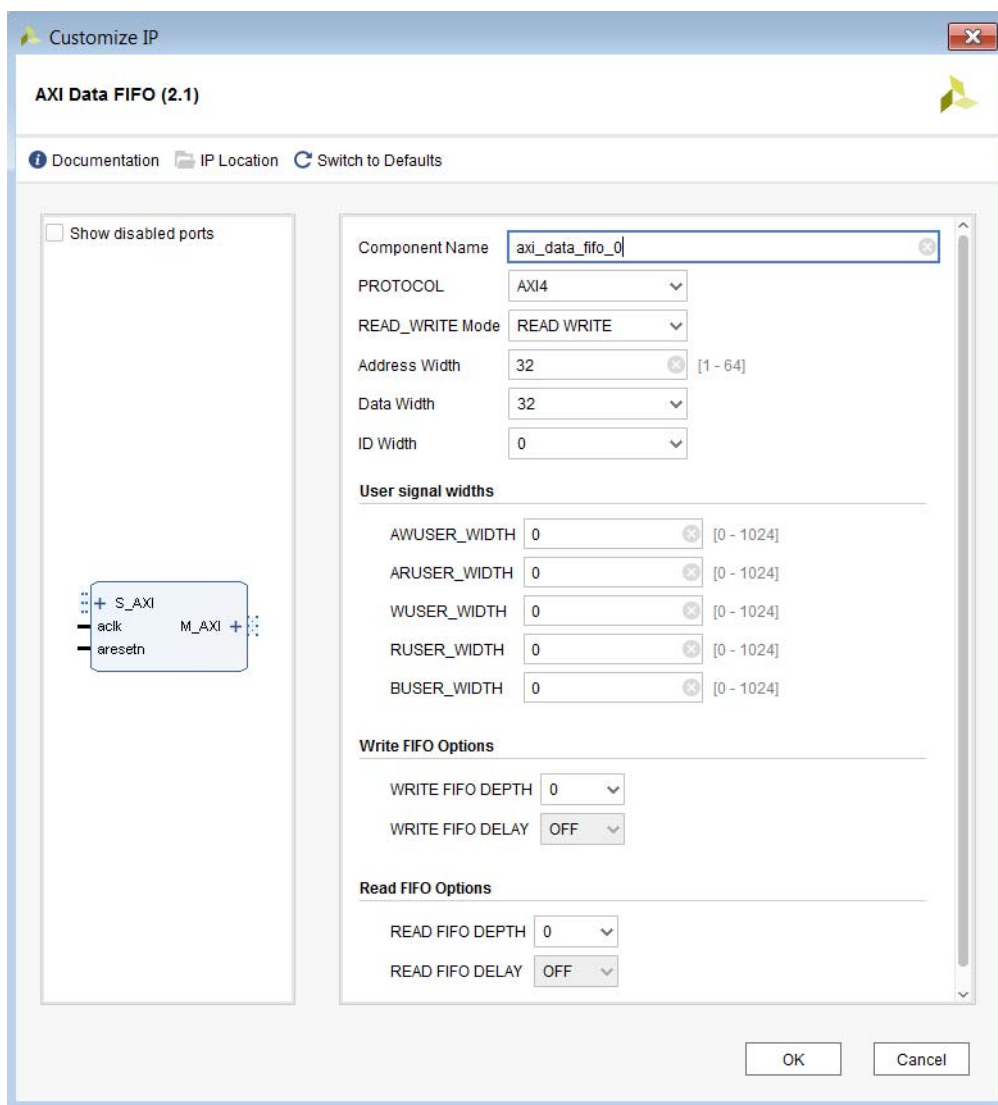 Customize IP
AXI Data FIFO (2.1)
Documentation IP Location Switch to Defaults
Show disabled ports
S_AXI
aclk M_AXI
aresetn
Component Name axi_data_fifo_0
PROTOCOL AXI4
READ_WRITE Mode READ WRITE
Address Width 32 [1 - 64]
Data Width 32
ID Width 0
User signal widths
AWUSER_WIDTH 0 [0 - 1024]
ARUSER_WIDTH 0 [0 - 1024]
WUSER_WIDTH 0 [0 - 1024]
RUSER_WIDTH 0 [0 - 1024]
BUSER_WIDTH 0 [0 - 1024]
Write FIFO Options
WRITE FIFO DEPTH 0
WRITE FIFO DELAY OFF
Read FIFO Options
READ FIFO DEPTH 0
READ FIFO DELAY OFF
OK Cancel